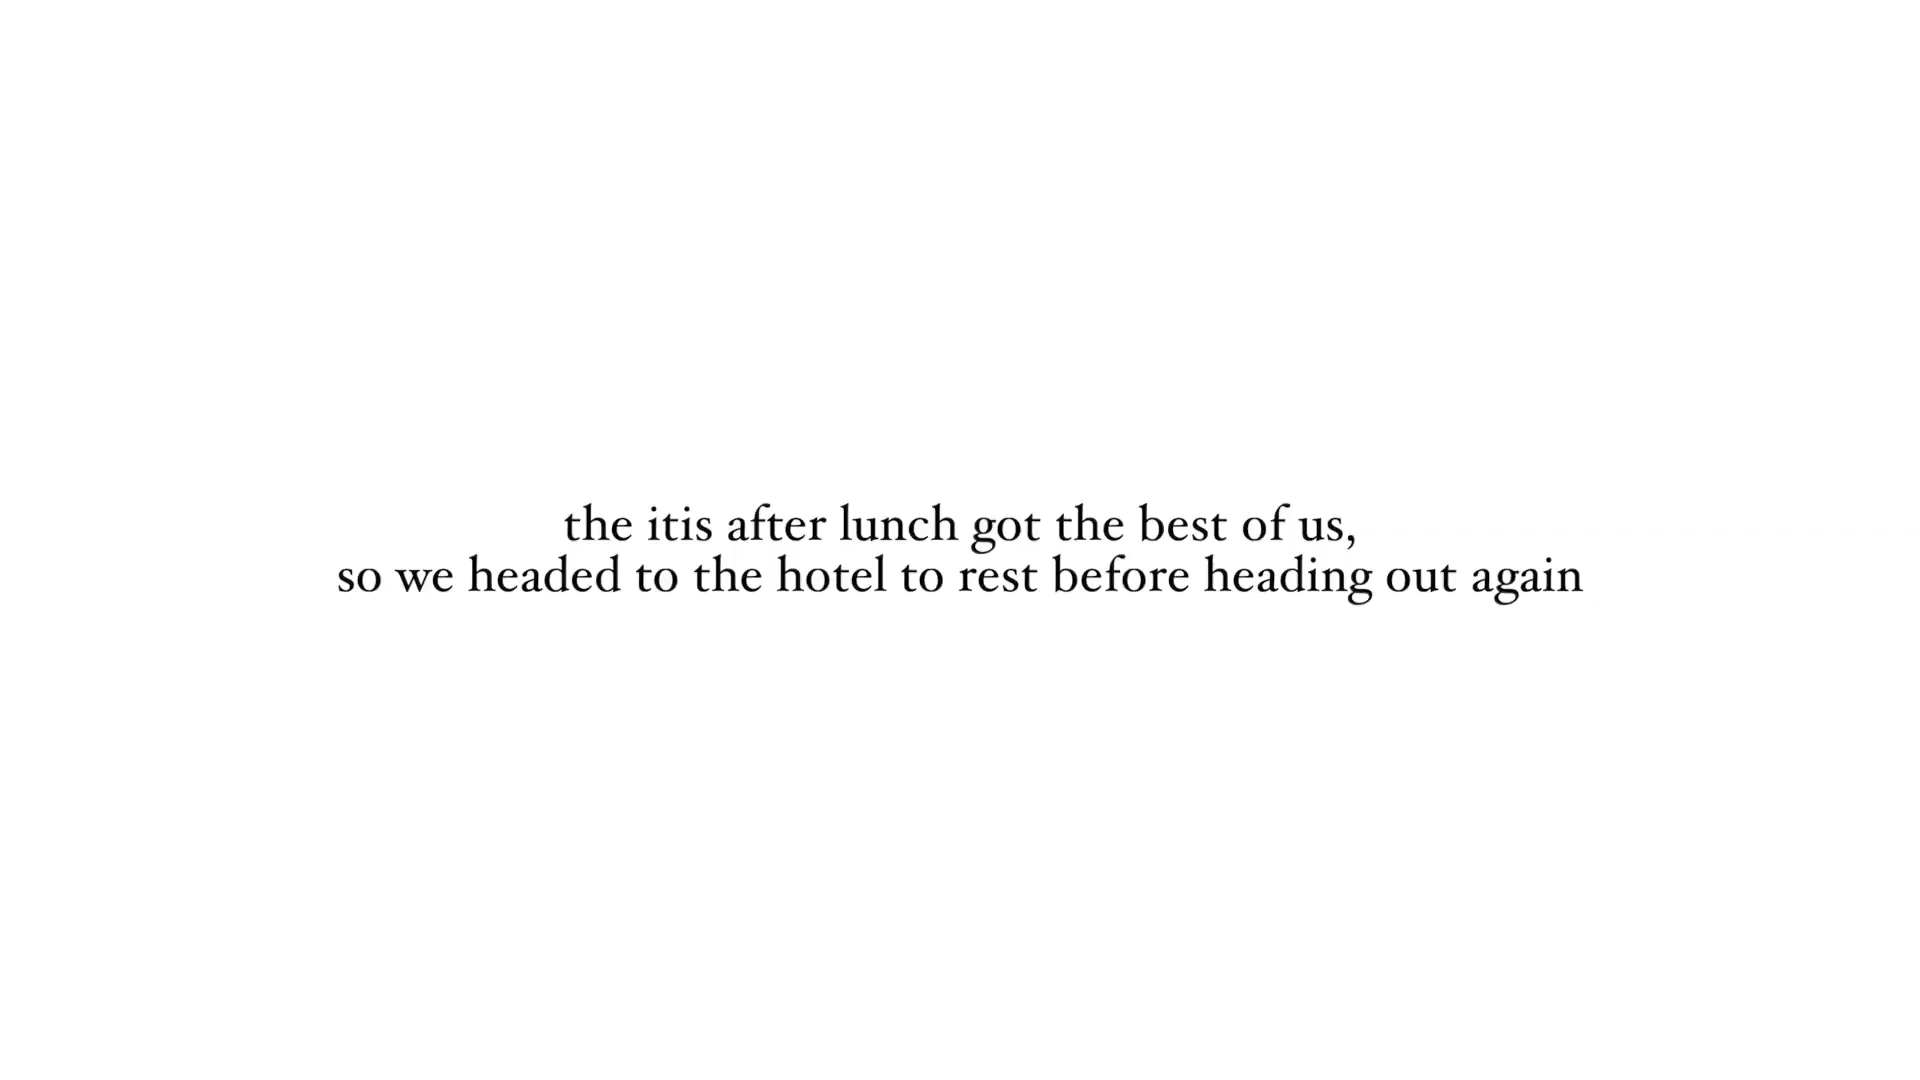 the itis after lunch got the best of us,
so we headed to the hotel to rest before heading out again